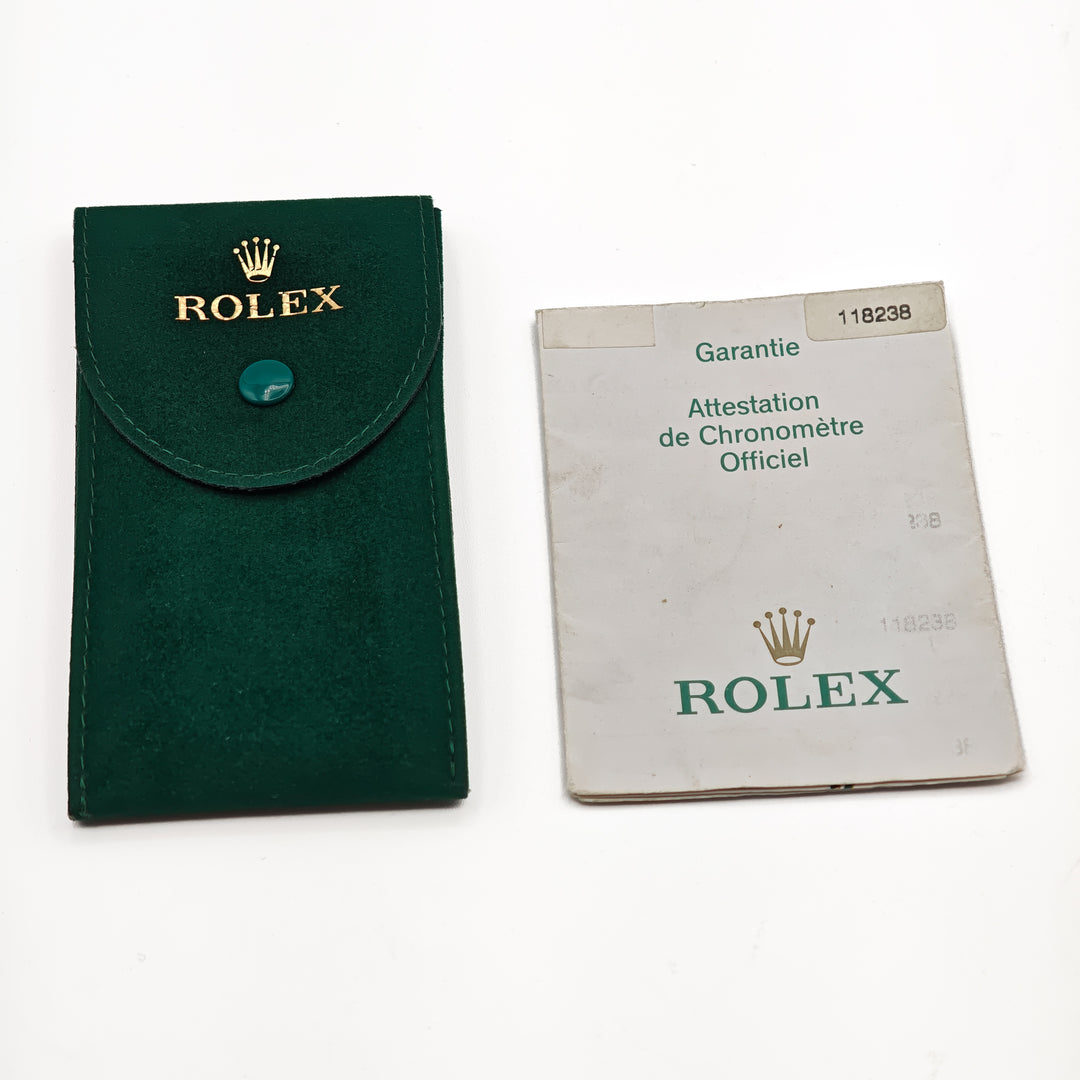 ROLEX
118238
Garantie
Attestation
de Chronomètre
Officiel
118238
ROLEX